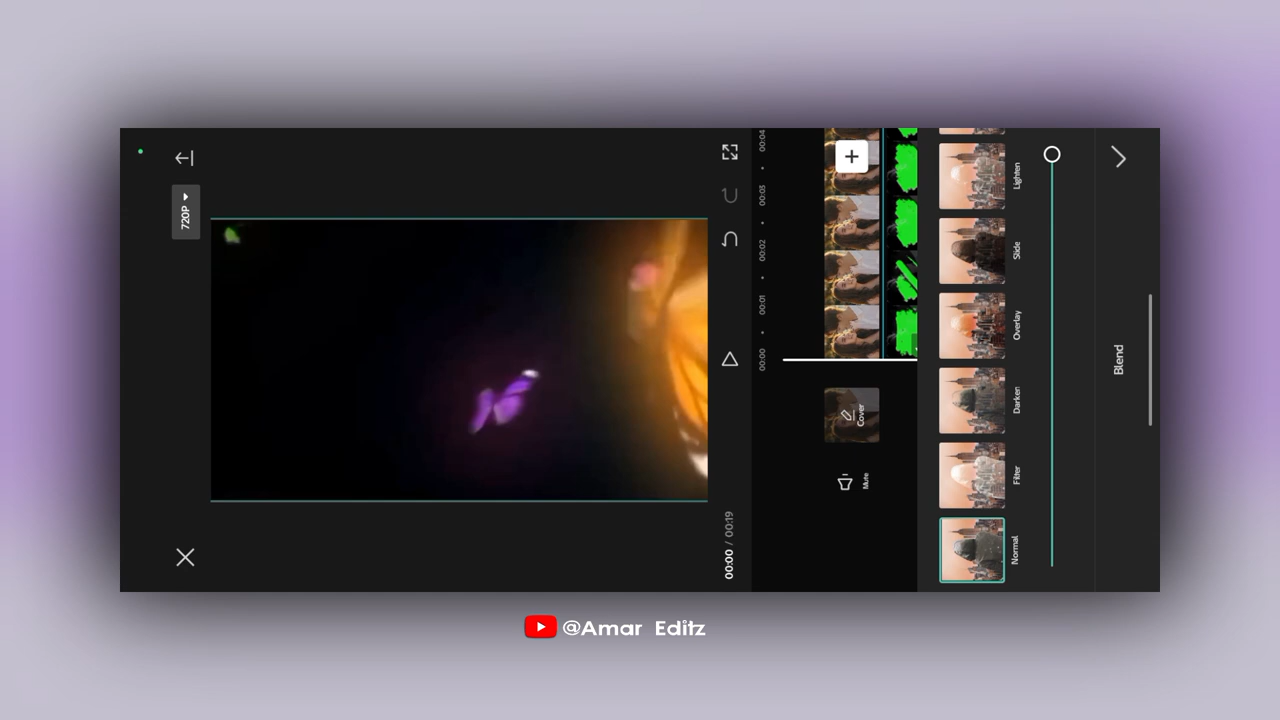 720P
00:00 / 00:19
00:00
00:01
00:02
00:03
00:04
Cover
Mute
Normal
Filter
Darken
Overlay
Slide
Lighten
Blend
@Amar Editz